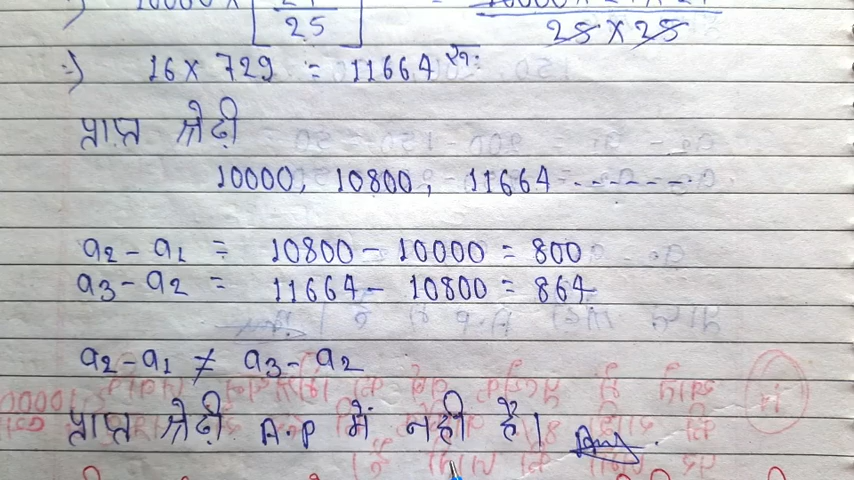 25 = 25 × 25
⇒ 16 × 729 = 11664 रु॰
प्राप्त श्रेढ़ी
10000, 10800, 11664 -------
a2 - a1 = 10800 - 10000 = 800
a3 - a2 = 11664 - 10800 = 864
a2 - a1 ≠ a3 - a2
प्राप्त श्रेढ़ी A.P में नही है। Ans.